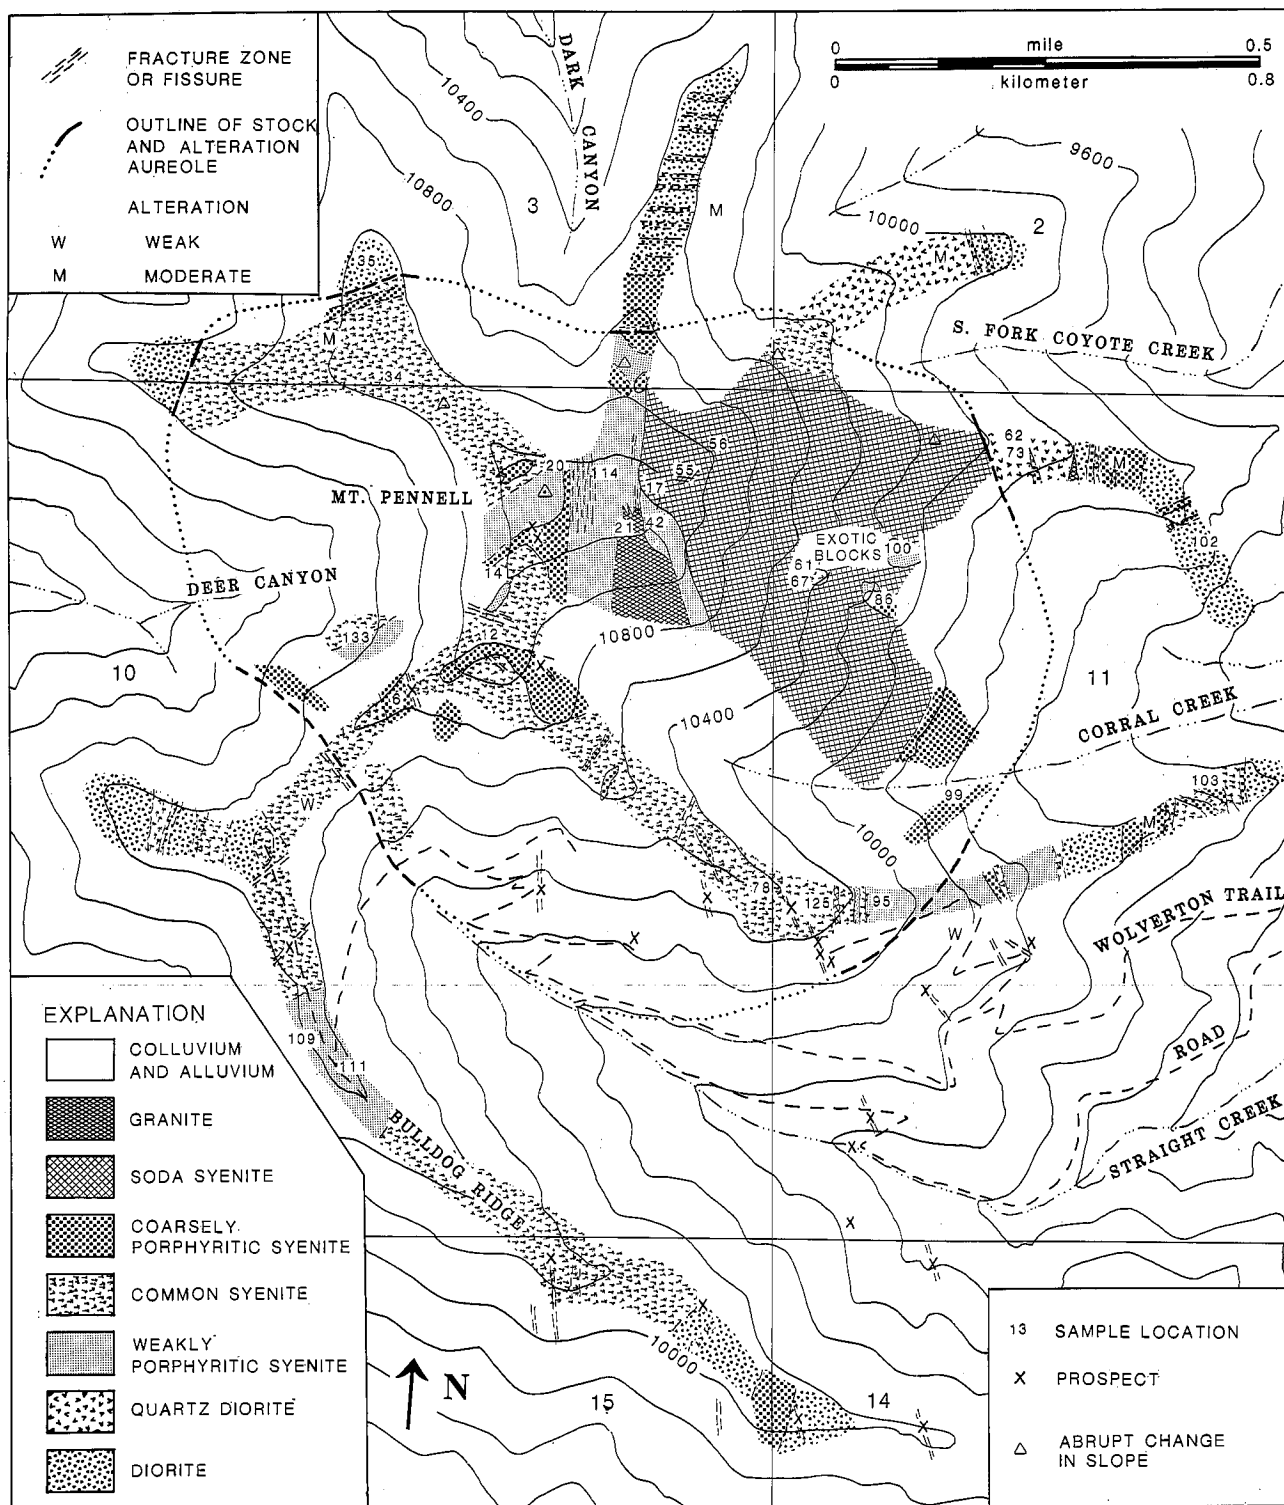 FRACTURE ZONE
OR FISSURE
OUTLINE OF STOCK
AND ALTERATION
AUREOLE
ALTERATION
W WEAK
M MODERATE
0 mile 0.5
0 kilometer 0.8
DARK
CANYON
10400
10800
3
M
9600
10000
2
M
35
S. FORK COYOTE CREEK
M
34
56
62
73
M
20
114
55
17
MT. PENNELL
21
42
EXOTIC
BLOCKS
100
102
61
67
86
14
DEER CANYON
133
12
10800
10
6
11
10400
CORRAL CREEK
W
99
103
M
10000
78
125
95
WOLVERTON TRAIL
W
109
111
ROAD
BULLDOG RIDGE
STRAIGHT CREEK
10000
15
14
N
EXPLANATION
COLLUVIUM
AND ALLUVIUM
GRANITE
SODA SYENITE
COARSELY
PORPHYRITIC SYENITE
COMMON SYENITE
WEAKLY
PORPHYRITIC SYENITE
QUARTZ DIORITE
DIORITE
13 SAMPLE LOCATION
X PROSPECT
ABRUPT CHANGE
IN SLOPE